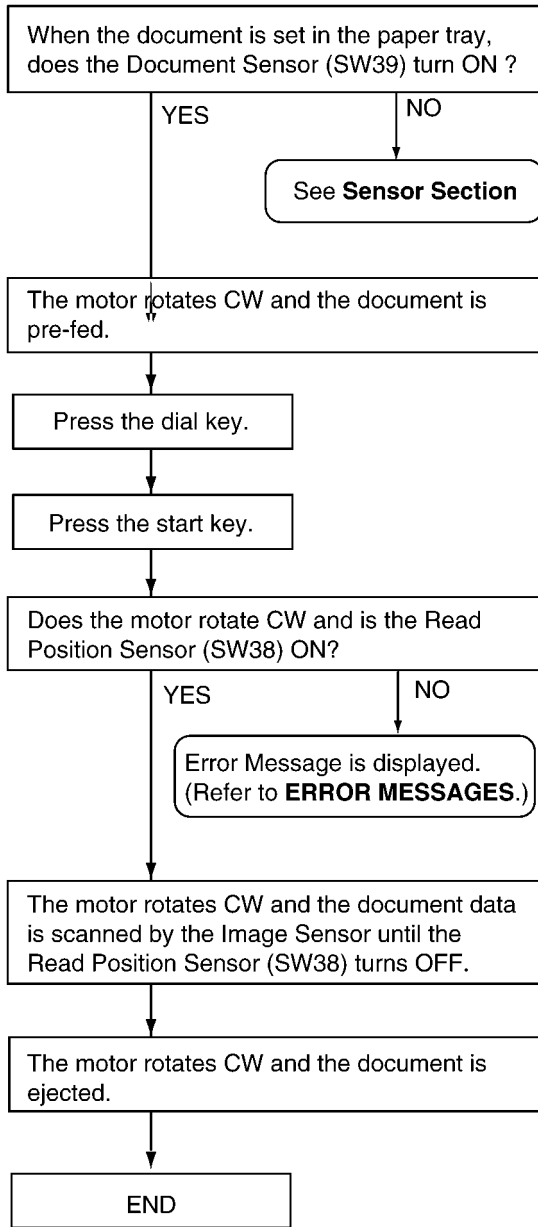 When the document is set in the paper tray,
does the Document Sensor (SW39) turn ON ?
YES
NO
See Sensor Section
The motor rotates CW and the document is
pre-fed.
Press the dial key.
Press the start key.
Does the motor rotate CW and is the Read
Position Sensor (SW38) ON?
YES
NO
Error Message is displayed.
(Refer to ERROR MESSAGES.)
The motor rotates CW and the document data
is scanned by the Image Sensor until the
Read Position Sensor (SW38) turns OFF.
The motor rotates CW and the document is
ejected.
END